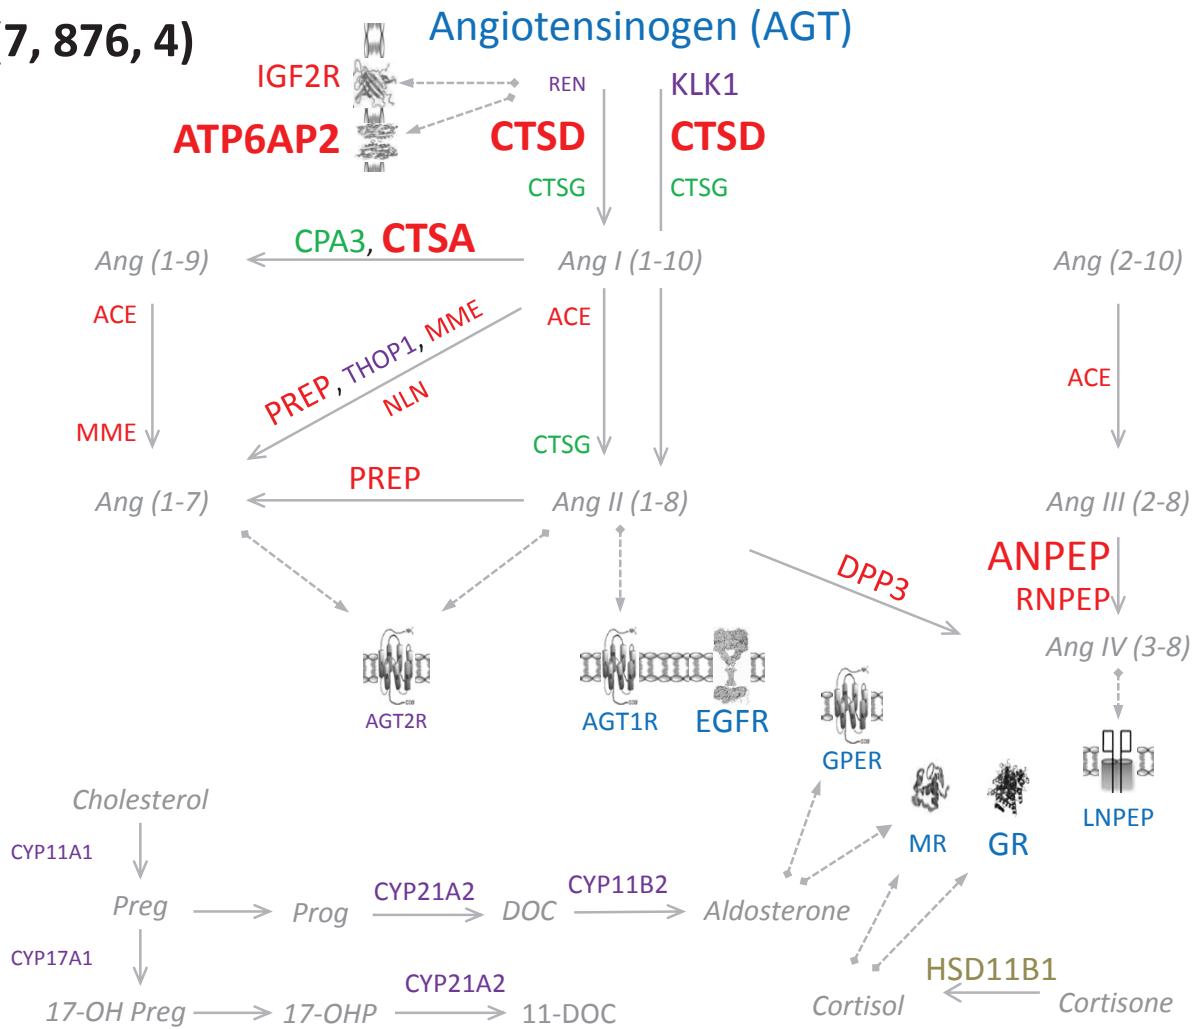 (7, 876, 4)
Angiotensinogen (AGT)
IGF2R
REN
KLK1
ATP6AP2
CTSD
CTSD
CTSG
CTSG
CPA3, CTSA
Ang (1-9)
Ang I (1-10)
Ang (2-10)
ACE
ACE
PREP, THOP1, MME
NLN
ACE
MME
CTSG
PREP
Ang (1-7)
Ang II (1-8)
Ang III (2-8)
DPP3
ANPEP
RNPEP
Ang IV (3-8)
AGT2R
AGT1R
EGFR
GPER
LNPEP
MR
GR
Cholesterol
CYP11A1
Preg
Prog
CYP21A2
DOC
CYP11B2
Aldosterone
CYP17A1
17-OH Preg
17-OHP
CYP21A2
11-DOC
Cortisol
HSD11B1
Cortisone